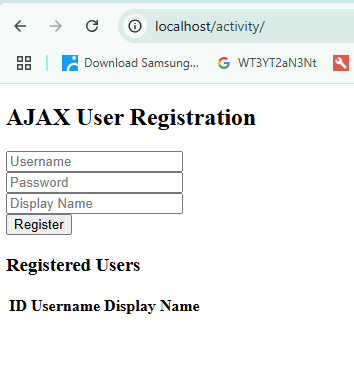 localhost/activity/
Download Samsung... WT3YT2aN3Nt
AJAX User Registration
Username
Password
Display Name
Register
Registered Users
ID Username Display Name